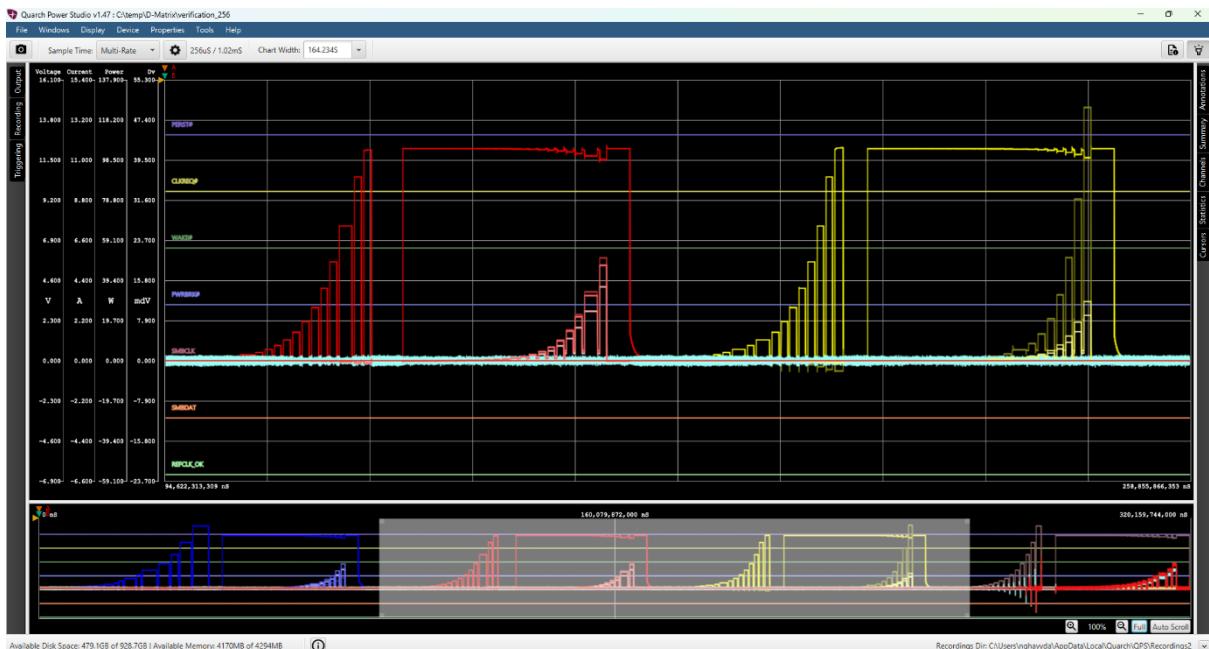 Quarch Power Studio v1.47 : C:\temp\D-Matrix\verification_256
File Windows Display Device Properties Tools Help
Sample Time: Multi-Rate 256uS / 1.02mS Chart Width: 164.234S
Output
Recording
Triggering
Voltage Current Power Dv
16.100 15.400 137.900 55.300
A
B
13.800 13.200 118.200 47.400
PERST#
11.500 11.000 98.500 39.500
CLKREQ#
9.200 8.800 78.800 31.600
6.900 6.600 59.100 23.700
WAKE#
4.600 4.400 39.400 15.800
V A W mdV
PWRBRK#
2.300 2.200 19.700 7.900
SMBCLK
0.000 0.000 0.000 0.000
-2.300 -2.200 -19.700 -7.900
SMBDAT
-4.600 -4.400 -39.400 -15.800
REFCLK_OK
-6.900 -6.600 -59.100 -23.700
94,622,313,309 nS 258,855,866,353 nS
Annotations
Summary
Channels
Statistics
Cursors
0 nS 160,079,872,000 nS 320,159,744,000 nS
100% Full Auto Scroll
Available Disk Space: 479.1GB of 928.7GB | Available Memory: 4170MB of 4294MB
Recordings Dir: C:\Users\nghavvda\AppData\Local\Quarch\QPS\Recordings2